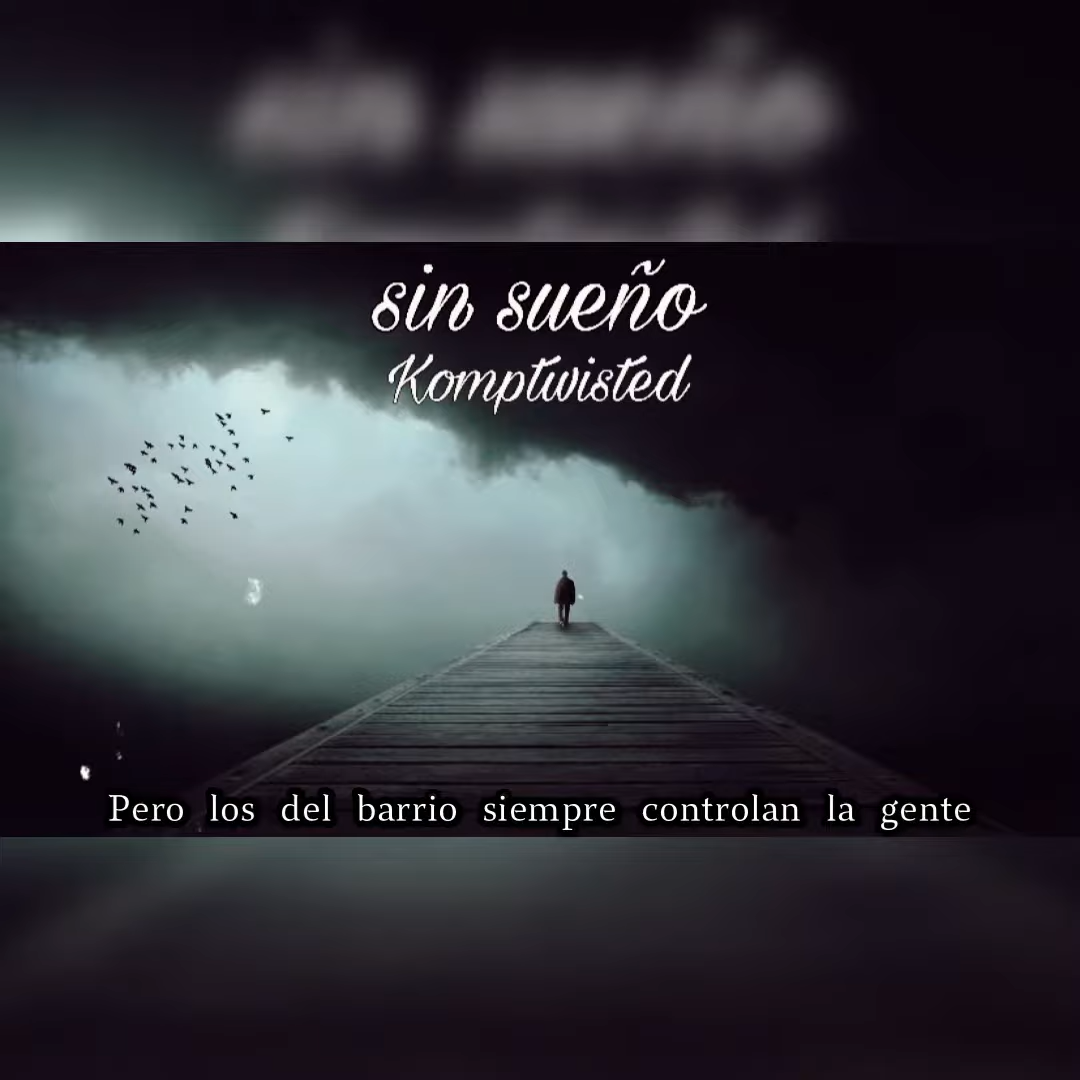 sin sueño
Komptwisted
Pero los del barrio siempre controlan la gente